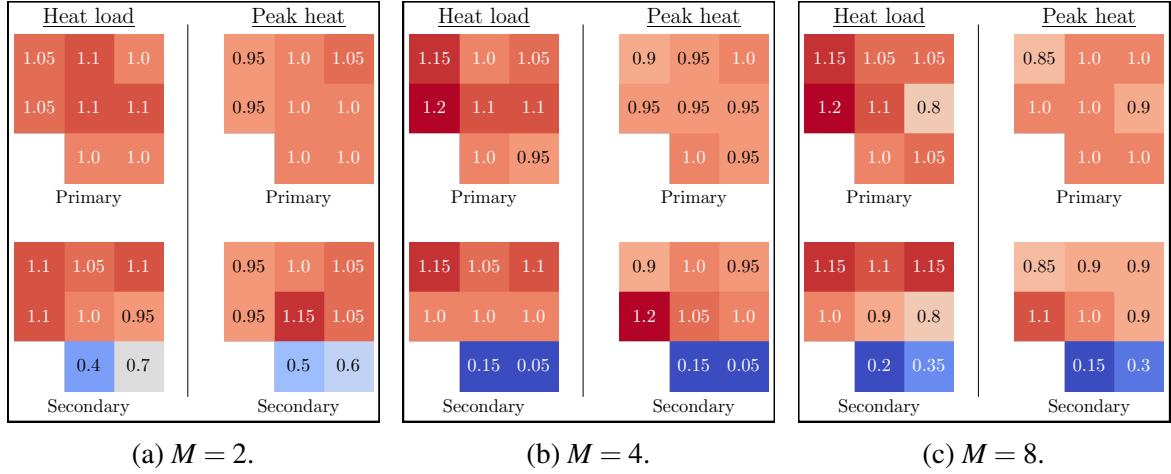 Heat load Peak heat
1.05 1.1 1.0 0.95 1.0 1.05
1.05 1.1 1.1 0.95 1.0 1.0
1.0 1.0 1.0 1.0
Primary Primary
1.1 1.05 1.1 0.95 1.0 1.05
1.1 1.0 0.95 0.95 1.15 1.05
0.4 0.7 0.5 0.6
Secondary Secondary
(a) M = 2.
Heat load Peak heat
1.15 1.0 1.05 0.9 0.95 1.0
1.2 1.1 1.1 0.95 0.95 0.95
1.0 0.95 1.0 0.95
Primary Primary
1.15 1.05 1.1 0.9 1.0 0.95
1.0 1.0 1.0 1.2 1.05 1.0
0.15 0.05 0.15 0.05
Secondary Secondary
(b) M = 4.
Heat load Peak heat
1.15 1.05 1.05 0.85 1.0 1.0
1.2 1.1 0.8 1.0 1.0 0.9
1.0 1.05 1.0 1.0
Primary Primary
1.15 1.1 1.15 0.85 0.9 0.9
1.0 0.9 0.8 1.1 1.0 0.9
0.2 0.35 0.15 0.3
Secondary Secondary
(c) M = 8.